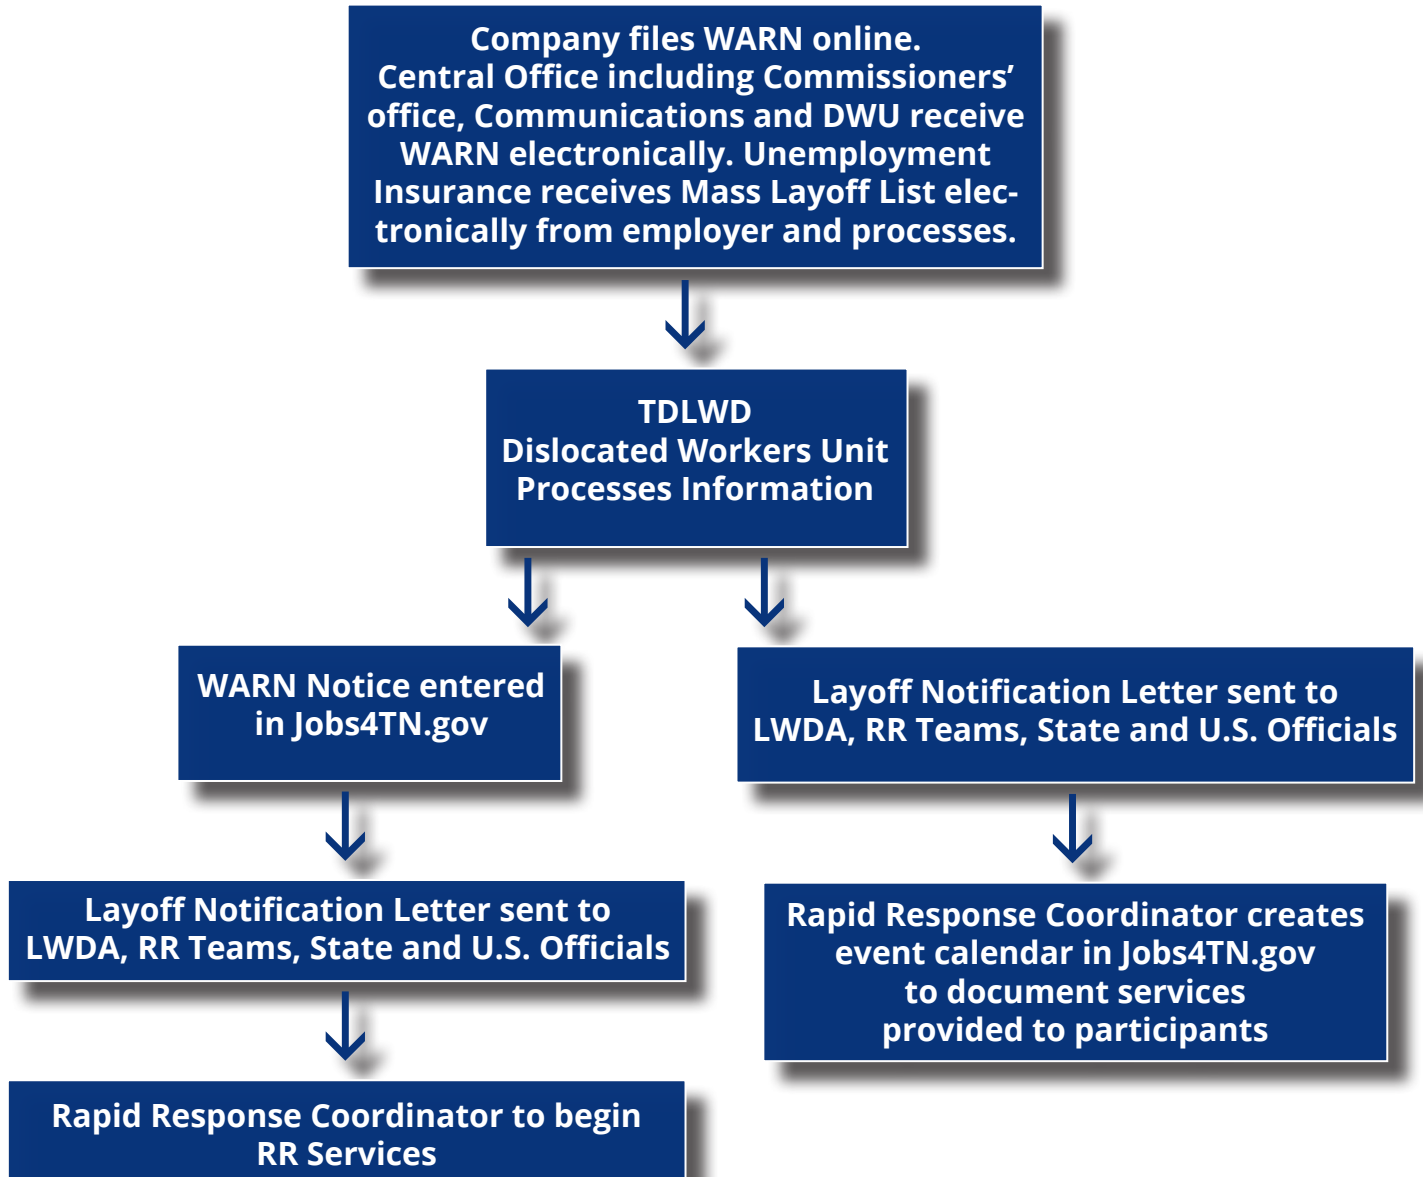 Company files WARN online.
Central Office including Commissioners’
office, Communications and DWU receive
WARN electronically. Unemployment
Insurance receives Mass Layoff List elec-
tronically from employer and processes.
TDLWD
Dislocated Workers Unit
Processes Information
WARN Notice entered
in Jobs4TN.gov
Layoff Notification Letter sent to
LWDA, RR Teams, State and U.S. Officials
Layoff Notification Letter sent to
LWDA, RR Teams, State and U.S. Officials
Rapid Response Coordinator creates
event calendar in Jobs4TN.gov
to document services
provided to participants
Rapid Response Coordinator to begin
RR Services